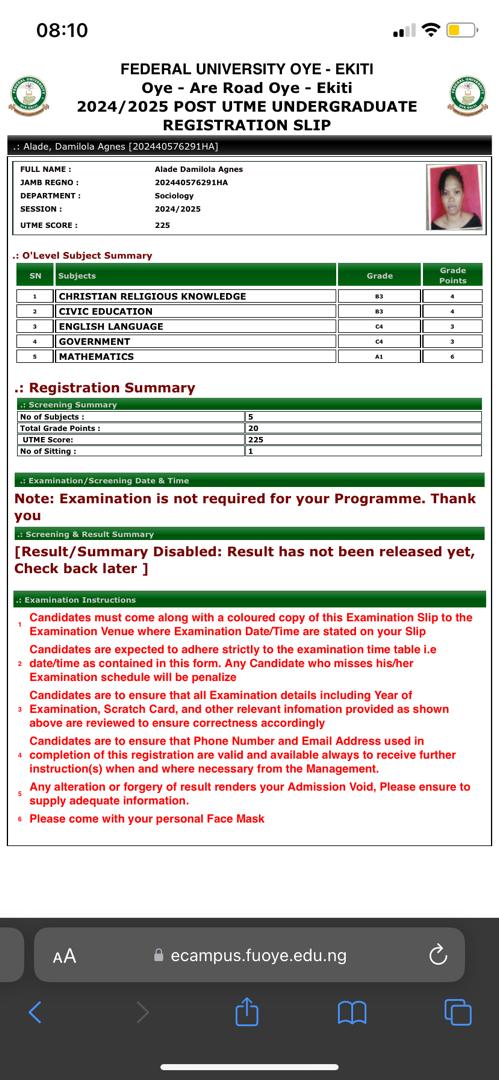 08:10
FEDERAL UNIVERSITY OYE - EKITI
Oye - Are Road Oye - Ekiti
2024/2025 POST UTME UNDERGRADUATE
REGISTRATION SLIP
.: Alade, Damilola Agnes [202440576291HA]
FULL NAME : Alade Damilola Agnes
JAMB REGNO : 202440576291HA
DEPARTMENT : Sociology
SESSION : 2024/2025
UTME SCORE : 225
.: O'Level Subject Summary
SN Subjects Grade Grade
Points
1 CHRISTIAN RELIGIOUS KNOWLEDGE B3 4
2 CIVIC EDUCATION B3 4
3 ENGLISH LANGUAGE C4 3
4 GOVERNMENT C4 3
5 MATHEMATICS A1 6
.: Registration Summary
.: Screening Summary
No of Subjects : 5
Total Grade Points : 20
UTME Score: 225
No of Sitting : 1
.: Examination/Screening Date & Time
Note: Examination is not required for your Programme. Thank
you
.: Screening & Result Summary
[Result/Summary Disabled: Result has not been released yet,
Check back later ]
.: Examination Instructions
1 Candidates must come along with a coloured copy of this Examination Slip to the
Examination Venue where Examination Date/Time are stated on your Slip
Candidates are expected to adhere strictly to the examination time table i.e
2 date/time as contained in this form. Any Candidate who misses his/her
Examination schedule will be penalize
Candidates are to ensure that all Examination details including Year of
3 Examination, Scratch Card, and other relevant infomation provided as shown
above are reviewed to ensure correctness accordingly
Candidates are to ensure that Phone Number and Email Address used in
4 completion of this registration are valid and available always to receive further
instruction(s) when and where necessary from the Management.
5 Any alteration or forgery of result renders your Admission Void, Please ensure to
supply adequate information.
6 Please come with your personal Face Mask
AA ecampus.fuoye.edu.ng